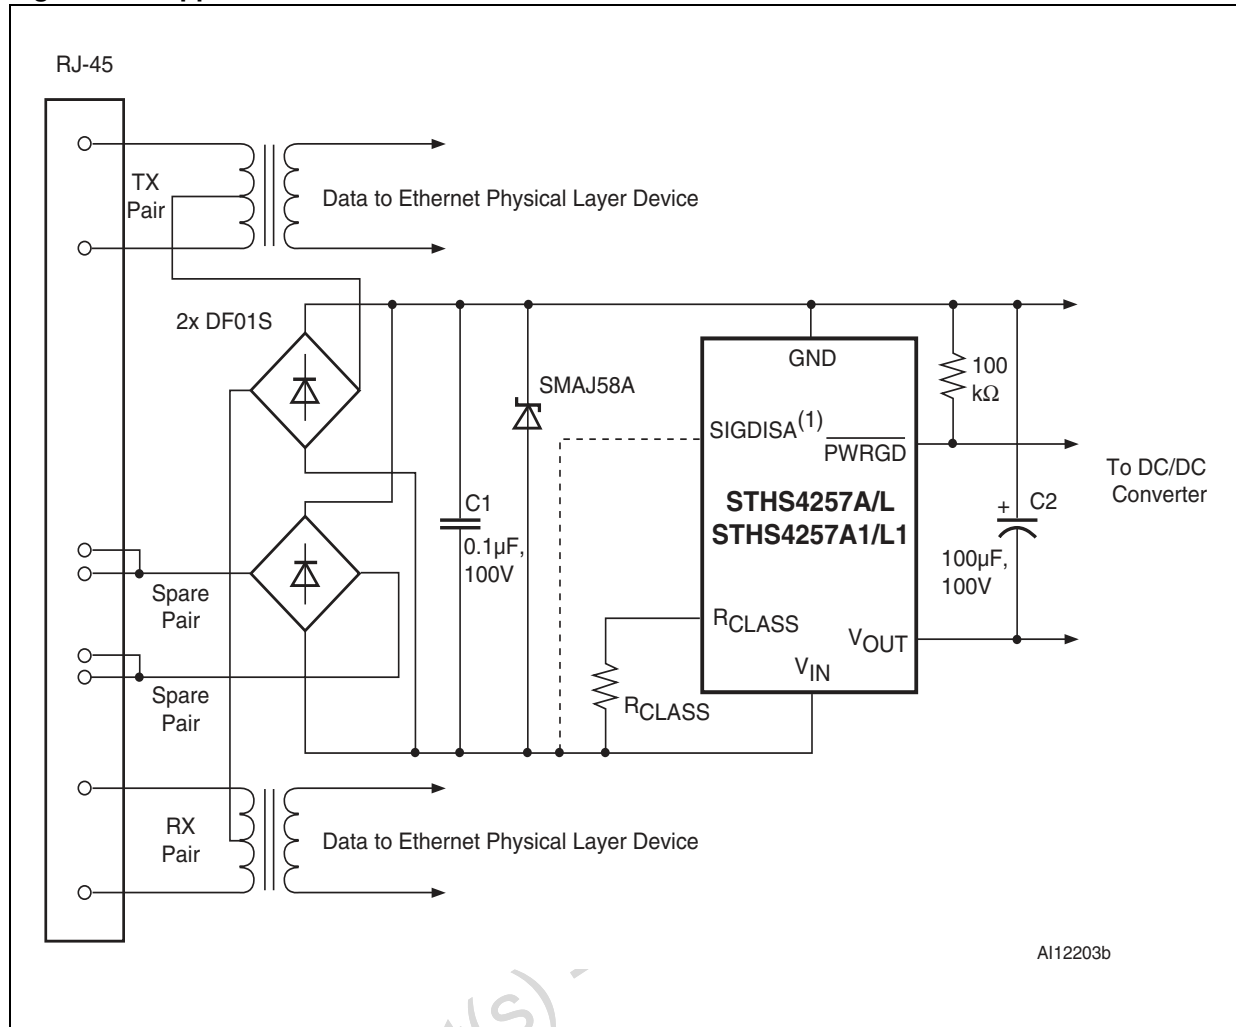 RJ-45
TX
Pair
Data to Ethernet Physical Layer Device
2x DF01S
GND
100
kΩ
SMAJ58A
SIGDISA(1)
PWRGD
To DC/DC
Converter
STHS4257A/L
STHS4257A1/L1
C1
0.1µF,
100V
+ C2
100µF,
100V
Spare
Pair
RCLASS
VOUT
VIN
Spare
Pair
RCLASS
RX
Pair
Data to Ethernet Physical Layer Device
AI12203b